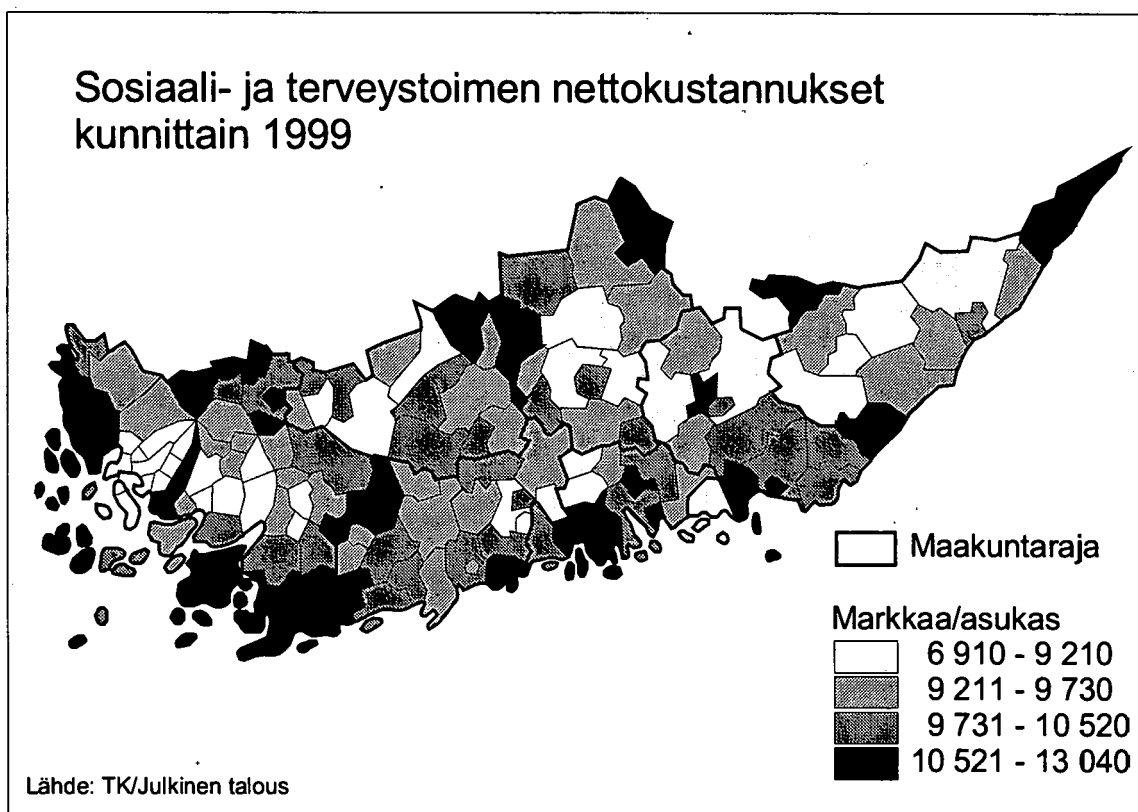 Sosiaali- ja terveystoimen nettokustannukset
kunnittain 1999
Maakuntaraja
Markkaa/asukas
6 910 - 9 210
9 211 - 9 730
9 731 - 10 520
10 521 - 13 040
Lähde: TK/Julkinen talous